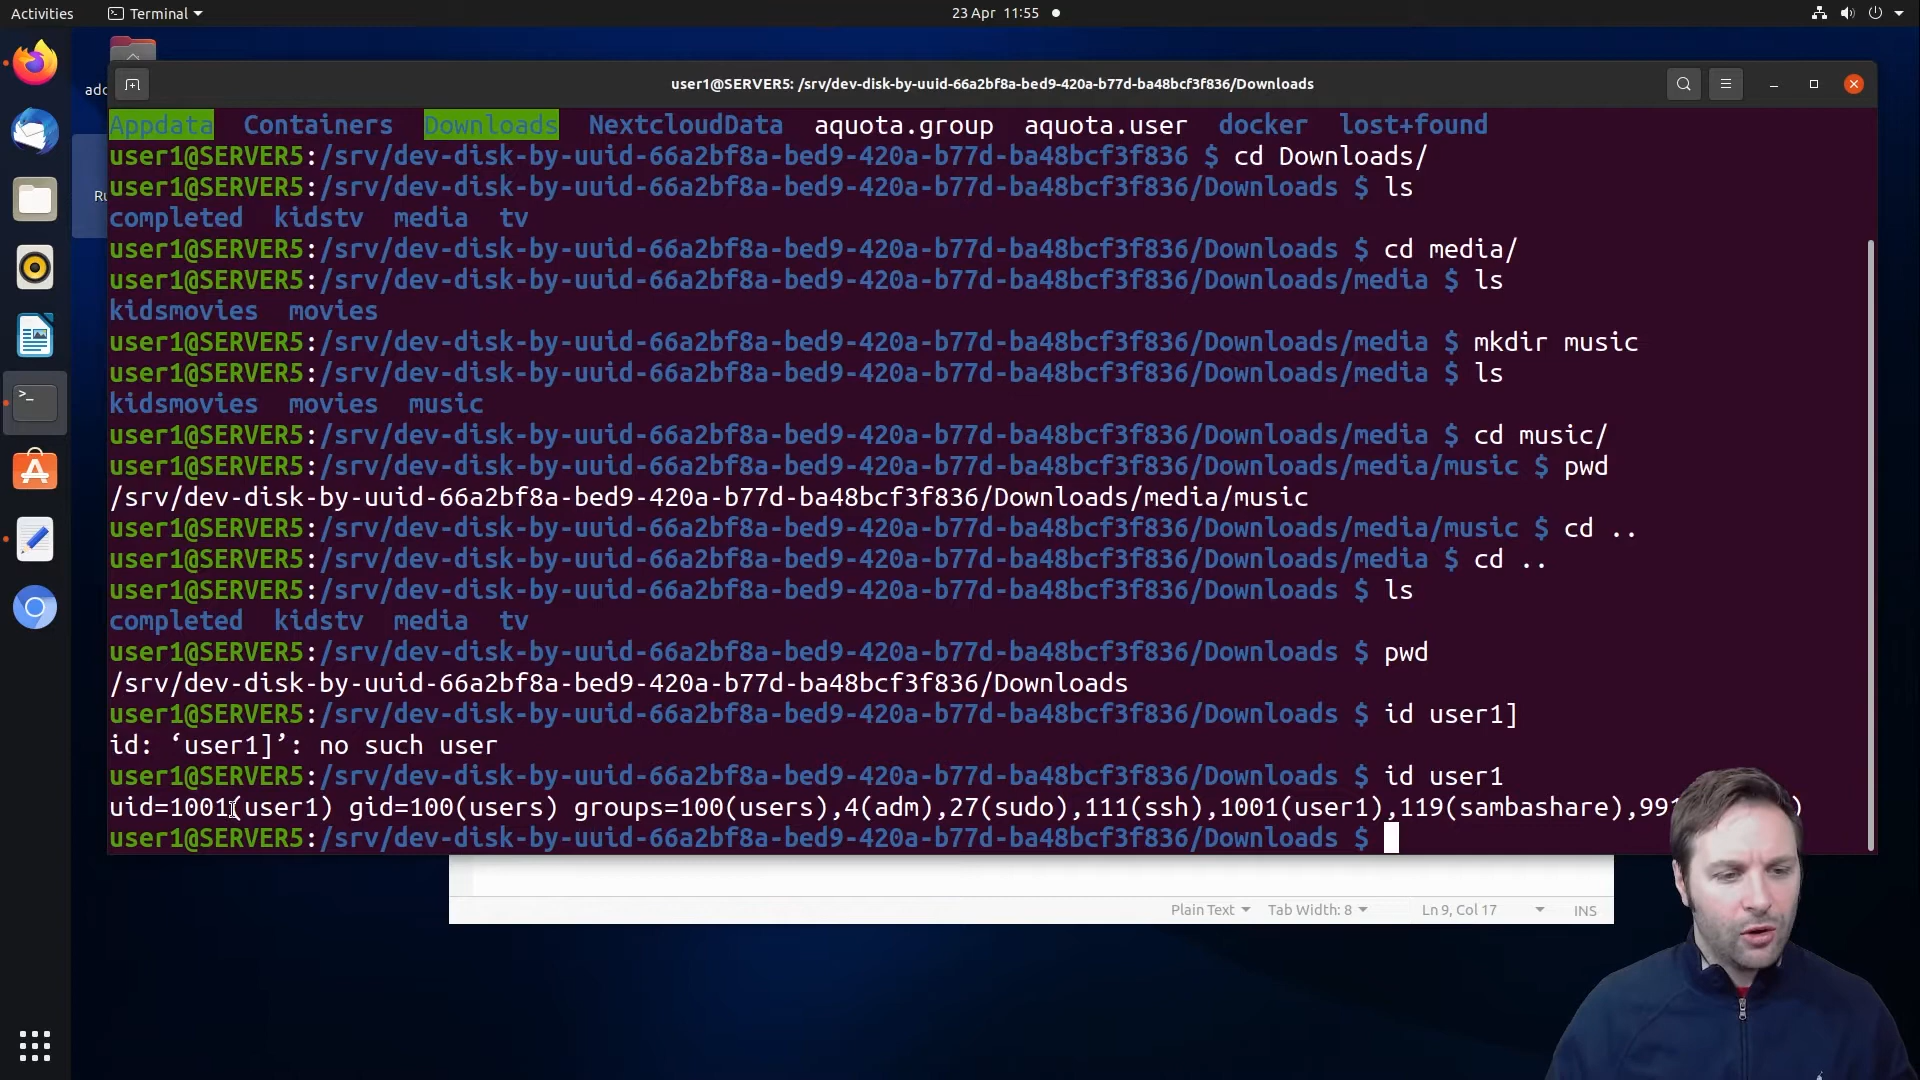 Activities Terminal 23 Apr 11:55
user1@SERVER5: /srv/dev-disk-by-uuid-66a2bf8a-bed9-420a-b77d-ba48bcf3f836/Downloads
Appdata Containers Downloads NextcloudData aquota.group aquota.user docker lost+found
user1@SERVER5:/srv/dev-disk-by-uuid-66a2bf8a-bed9-420a-b77d-ba48bcf3f836 $ cd Downloads/
user1@SERVER5:/srv/dev-disk-by-uuid-66a2bf8a-bed9-420a-b77d-ba48bcf3f836/Downloads $ ls
completed kidstv media tv
user1@SERVER5:/srv/dev-disk-by-uuid-66a2bf8a-bed9-420a-b77d-ba48bcf3f836/Downloads $ cd media/
user1@SERVER5:/srv/dev-disk-by-uuid-66a2bf8a-bed9-420a-b77d-ba48bcf3f836/Downloads/media $ ls
kidsmovies movies
user1@SERVER5:/srv/dev-disk-by-uuid-66a2bf8a-bed9-420a-b77d-ba48bcf3f836/Downloads/media $ mkdir music
user1@SERVER5:/srv/dev-disk-by-uuid-66a2bf8a-bed9-420a-b77d-ba48bcf3f836/Downloads/media $ ls
kidsmovies movies music
user1@SERVER5:/srv/dev-disk-by-uuid-66a2bf8a-bed9-420a-b77d-ba48bcf3f836/Downloads/media $ cd music/
user1@SERVER5:/srv/dev-disk-by-uuid-66a2bf8a-bed9-420a-b77d-ba48bcf3f836/Downloads/media/music $ pwd
/srv/dev-disk-by-uuid-66a2bf8a-bed9-420a-b77d-ba48bcf3f836/Downloads/media/music
user1@SERVER5:/srv/dev-disk-by-uuid-66a2bf8a-bed9-420a-b77d-ba48bcf3f836/Downloads/media/music $ cd ..
user1@SERVER5:/srv/dev-disk-by-uuid-66a2bf8a-bed9-420a-b77d-ba48bcf3f836/Downloads/media $ cd ..
user1@SERVER5:/srv/dev-disk-by-uuid-66a2bf8a-bed9-420a-b77d-ba48bcf3f836/Downloads $ ls
completed kidstv media tv
user1@SERVER5:/srv/dev-disk-by-uuid-66a2bf8a-bed9-420a-b77d-ba48bcf3f836/Downloads $ pwd
/srv/dev-disk-by-uuid-66a2bf8a-bed9-420a-b77d-ba48bcf3f836/Downloads
user1@SERVER5:/srv/dev-disk-by-uuid-66a2bf8a-bed9-420a-b77d-ba48bcf3f836/Downloads $ id user1]
id: ‘user1]’: no such user
user1@SERVER5:/srv/dev-disk-by-uuid-66a2bf8a-bed9-420a-b77d-ba48bcf3f836/Downloads $ id user1
uid=1001(user1) gid=100(users) groups=100(users),4(adm),27(sudo),111(ssh),1001(user1),119(sambashare),991
user1@SERVER5:/srv/dev-disk-by-uuid-66a2bf8a-bed9-420a-b77d-ba48bcf3f836/Downloads $
Plain Text Tab Width: 8 Ln 9, Col 17 INS